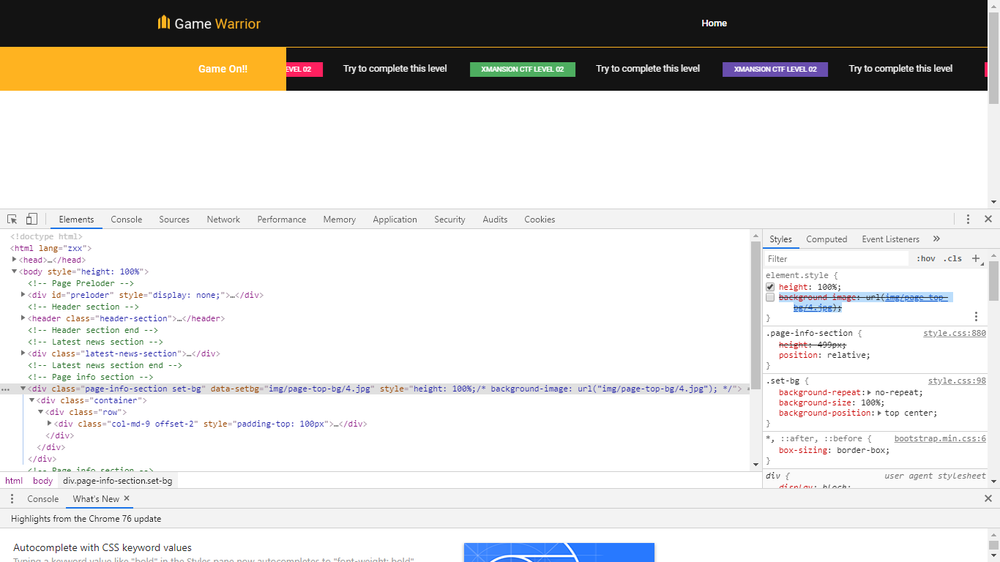 Game Warrior
Home
Game On!!
EVEL 02
Try to complete this level
XMANSION CTF LEVEL 02
Try to complete this level
XMANSION CTF LEVEL 02
Try to complete this level
Elements Console Sources Network Performance Memory Application Security Audits Cookies
<!doctype html>
<html lang="zxx">
<head>…</head>
<body style="height: 100%">
<!-- Page Preloder -->
<div id="preloder" style="display: none;">…</div>
<!-- Header section -->
<header class="header-section">…</header>
<!-- Header section end -->
<!-- Latest news section -->
<div class="latest-news-section">…</div>
<!-- Latest news section end -->
<!-- Page info section -->
<div class="page-info-section set-bg" data-setbg="img/page-top-bg/4.jpg" style="height: 100%;/* background-image: url("img/page-top-bg/4.jpg"); */"> =
<div class="container">
<div class="row">
<div class="col-md-9 offset-2" style="padding-top: 100px">…</div>
</div>
</div>
</div>
<!-- Page info section -->
html body div.page-info-section.set-bg
Styles Computed Event Listeners »
Filter :hov .cls +
element.style {
height: 100%;
background-image: url(img/page-top-
bg/4.jpg);
}
.page-info-section { style.css:880
height: 499px;
position: relative;
}
.set-bg { style.css:98
background-repeat: no-repeat;
background-size: 100%;
background-position: top center;
}
*, ::after, ::before { bootstrap.min.css:6
box-sizing: border-box;
}
div { user agent stylesheet
display: block;
Console What's New ×
Highlights from the Chrome 76 update
Autocomplete with CSS keyword values
Typing a keyword value like "bold" in the Styles pane now autocompletes to "font-weight: bold"